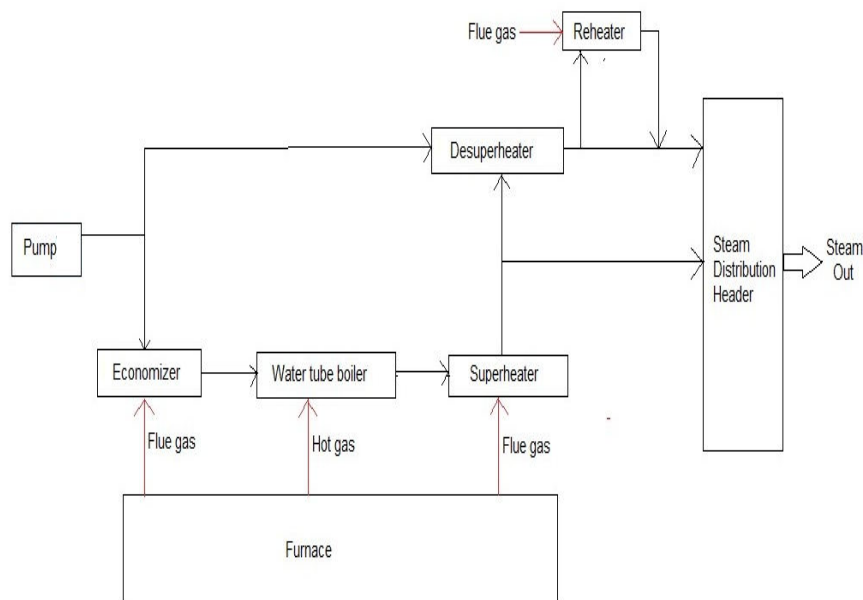 Flue gas
Reheater
Desuperheater
Pump
Steam
Distribution
Header
Steam
Out
Economizer
Water tube boiler
Superheater
Flue gas
Hot gas
Flue gas
Furnace